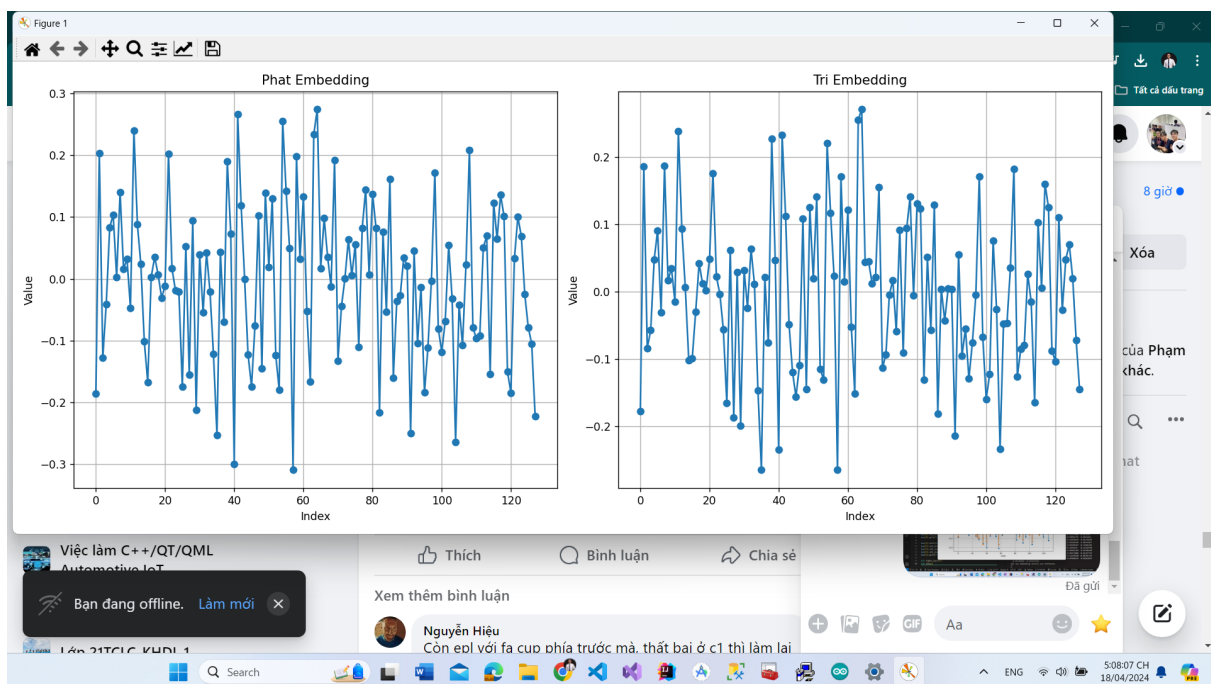 Figure 1
Phat Embedding
Tri Embedding
Value
0.3
0.2
0.1
0.0
−0.1
−0.2
−0.3
0 20 40 60 80 100 120
Index
Value
0.2
0.1
0.0
−0.1
−0.2
0 20 40 60 80 100 120
Index
Tất cả dấu trang
8 giờ
Xóa
của Phạm
khác.
Việc làm C++/QT/QML
Automotive IoT
Bạn đang offline. Làm mới
Lớp 21TCLC_KHDL1
Thích Bình luận Chia sẻ
Xem thêm bình luận
Nguyễn Hiệu
Còn epl với fa cup phía trước mà, thất bại ở c1 thì làm lại
Đã gửi
GIF
Aa
Search
ENG
5:08:07 CH
18/04/2024
PRE